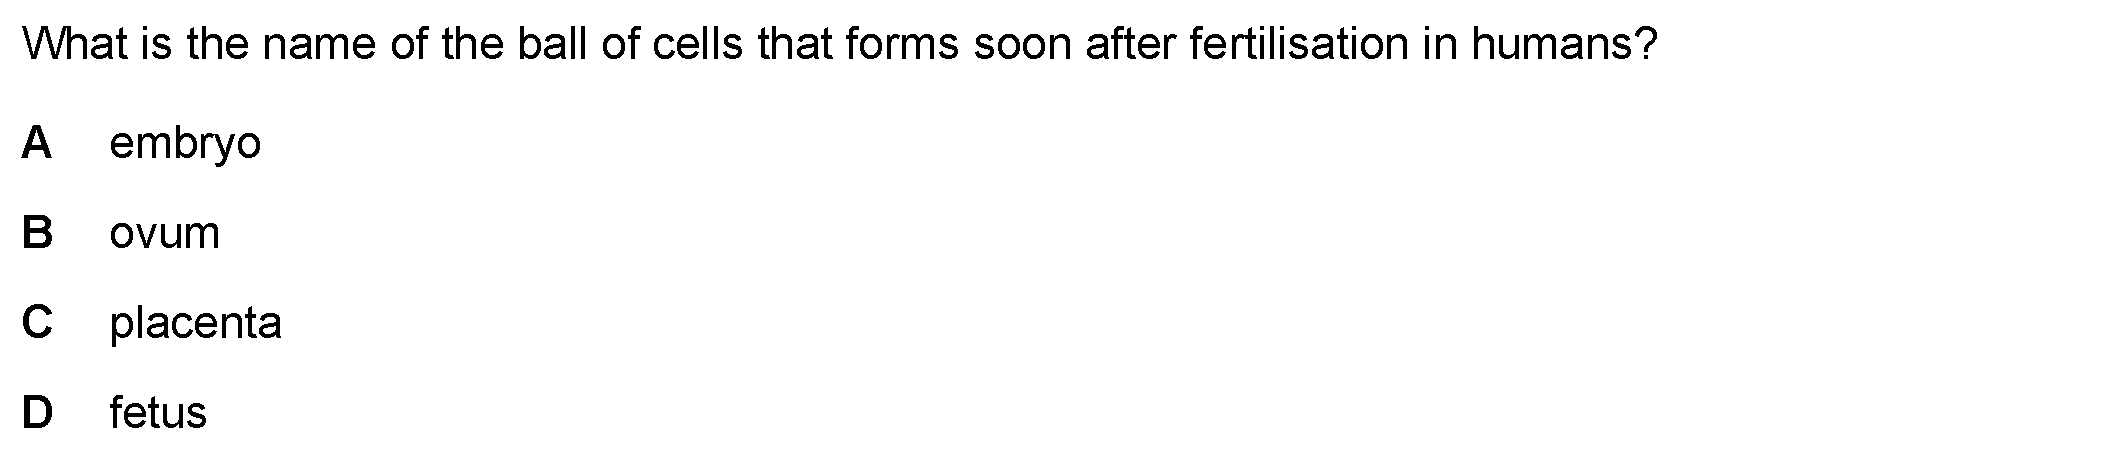 What is the name of the ball of cells that forms soon after fertilisation in humans?
A embryo
B ovum
C placenta
D fetus